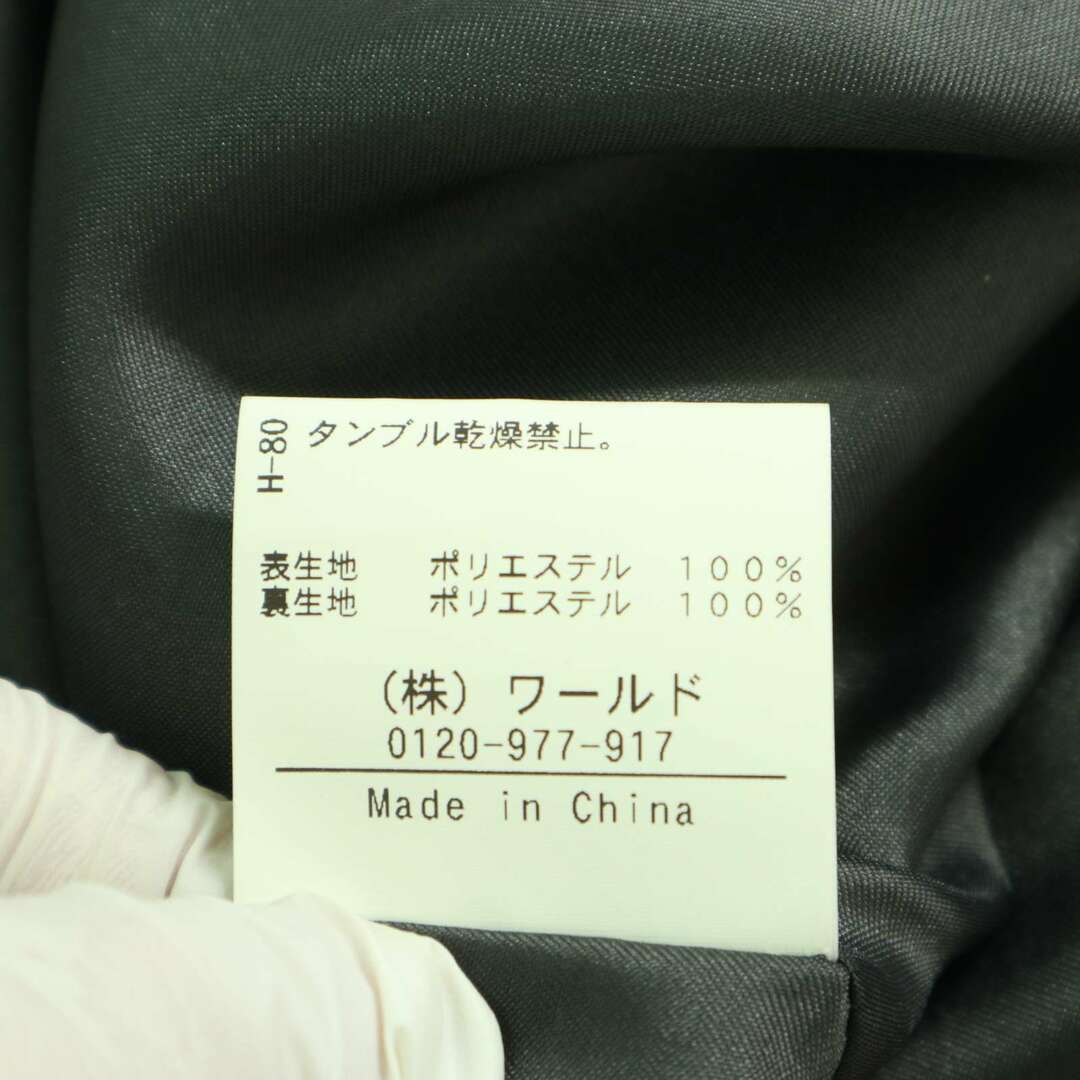 H-80
タンブル乾燥禁止。
表生地 ポリエステル １００％
裏生地 ポリエステル １００％
（株）ワールド
0120-977-917
Made in China